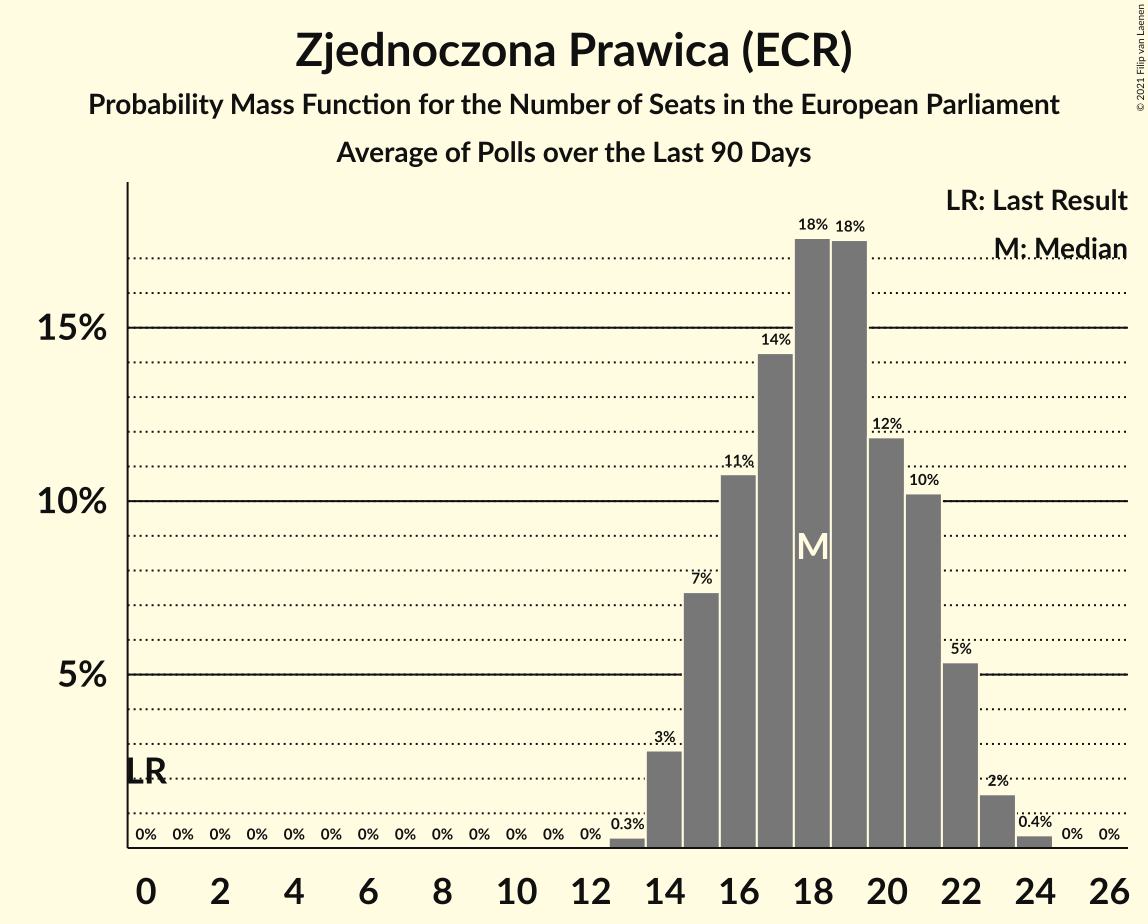 Zjednoczona Prawica (ECR)
Probability Mass Function for the Number of Seats in the European Parliament
Average of Polls over the Last 90 Days
© 2021 Filip van Laenen
LR: Last Result
M: Median
18% 18%
15%
14%
12%
11%
10%
10%
M
7%
5%
5%
3%
LR
2%
0% 0% 0% 0% 0% 0% 0% 0% 0% 0% 0% 0% 0% 0.3% 0.4% 0% 0%
0 2 4 6 8 10 12 14 16 18 20 22 24 26